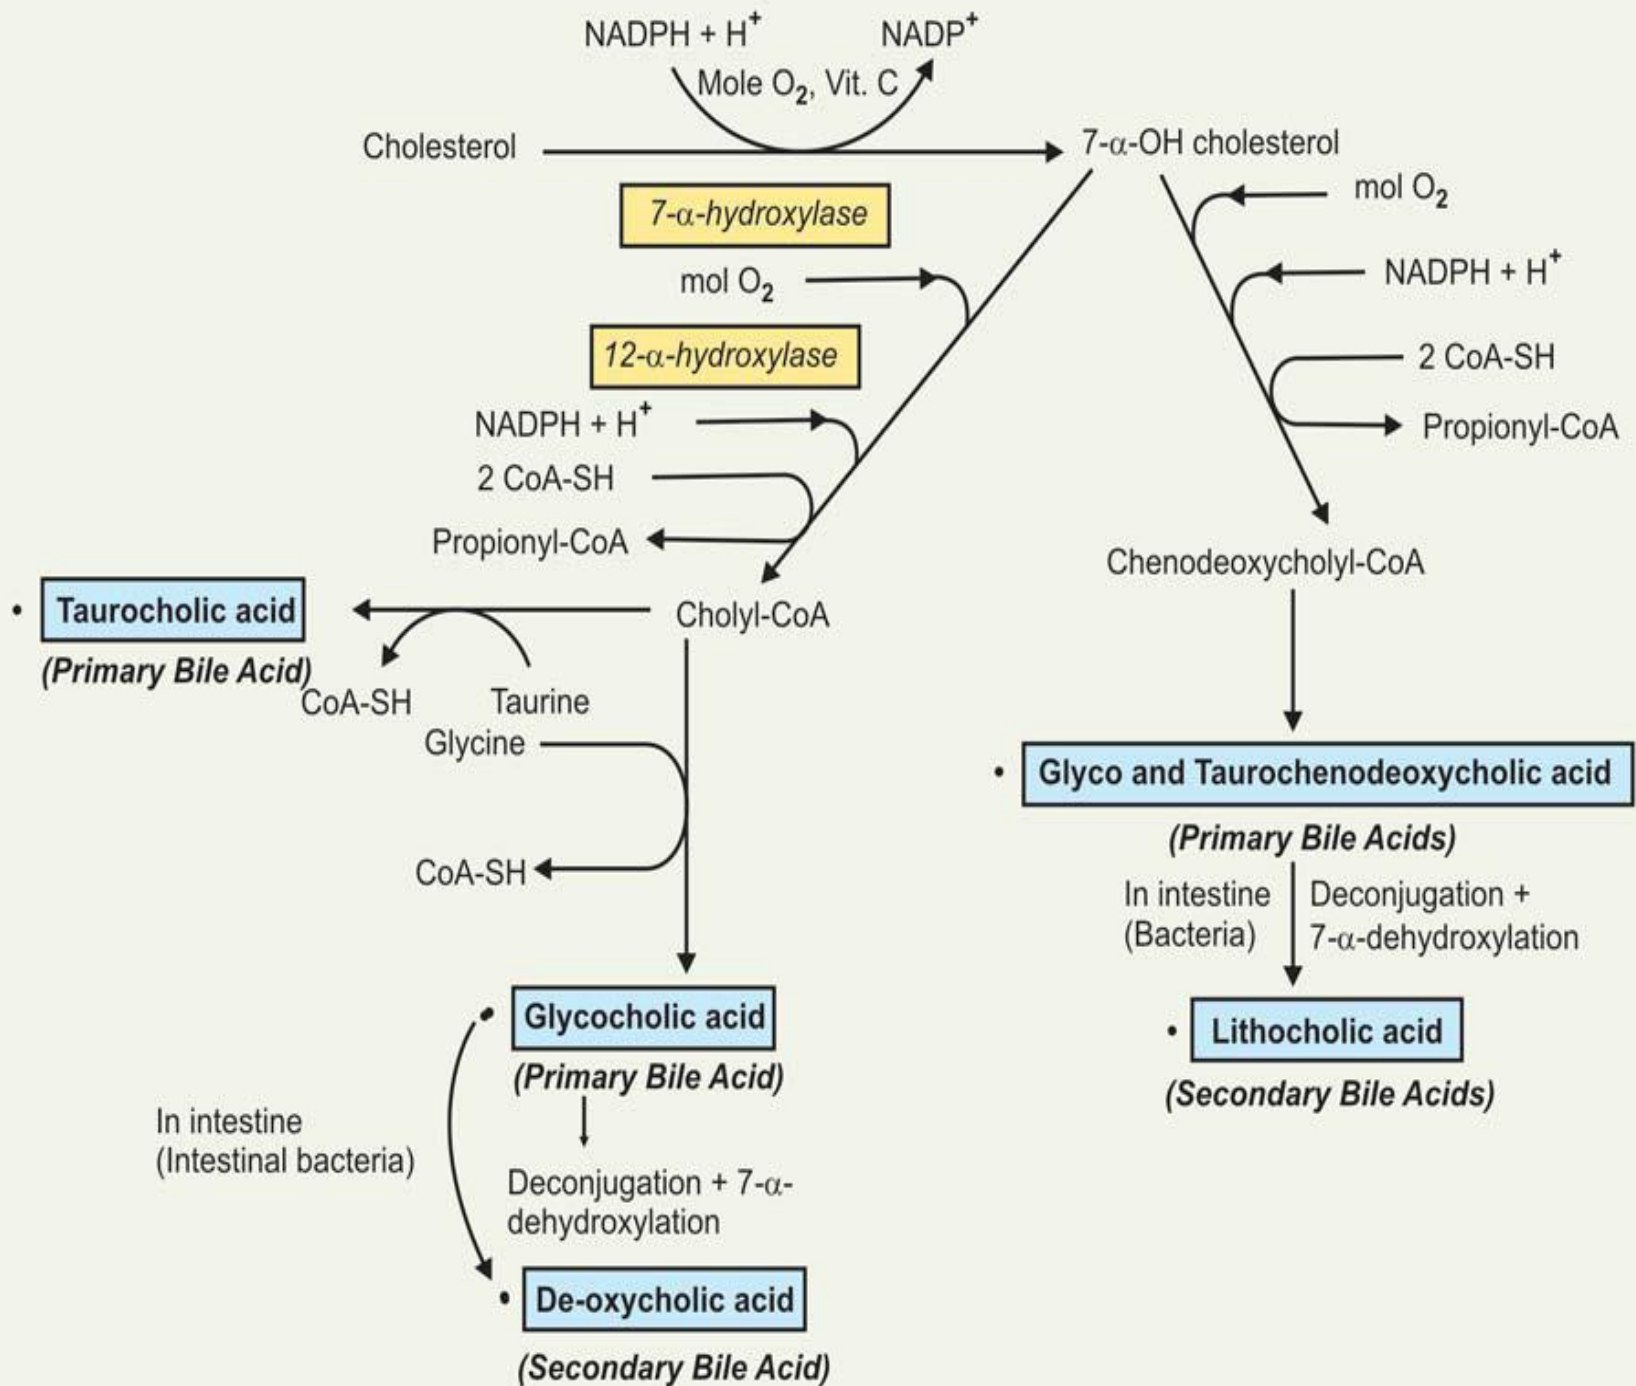 NADPH + H⁺ NADP⁺
Mole O₂, Vit. C
Cholesterol 7-α-OH cholesterol
7-α-hydroxylase
mol O₂
mol O₂
NADPH + H⁺
12-α-hydroxylase
2 CoA-SH
NADPH + H⁺
Propionyl-CoA
2 CoA-SH
Propionyl-CoA
Chenodeoxycholyl-CoA
• Taurocholic acid
Cholyl-CoA
(Primary Bile Acid)
CoA-SH Taurine
Glycine
• Glyco and Taurochenodeoxycholic acid
(Primary Bile Acids)
CoA-SH
In intestine
(Bacteria)
Deconjugation +
7-α-dehydroxylation
• Glycocholic acid
• Lithocholic acid
(Primary Bile Acid)
(Secondary Bile Acids)
In intestine
(Intestinal bacteria)
Deconjugation + 7-α-
dehydroxylation
• De-oxycholic acid
(Secondary Bile Acid)